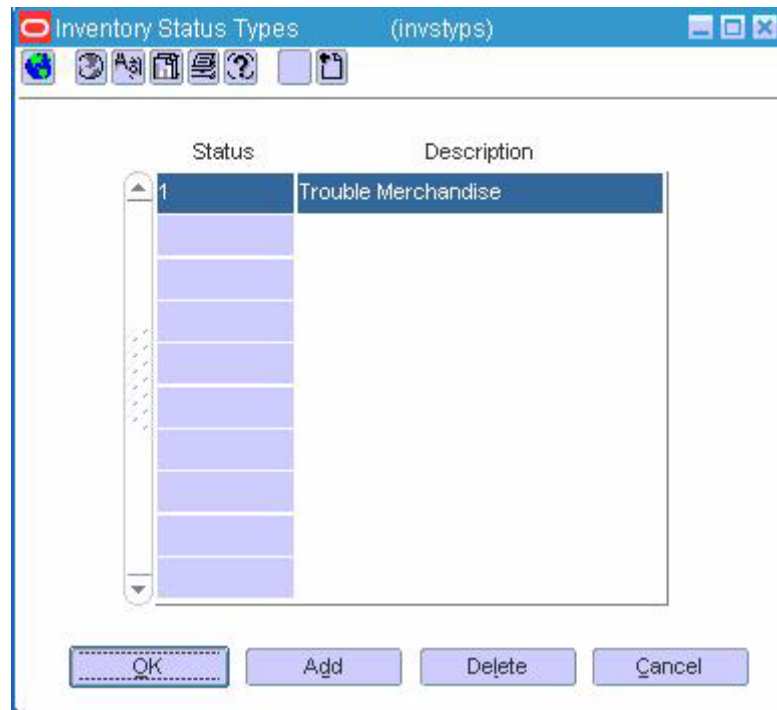 Inventory Status Types (invstyps)
Status Description
1 Trouble Merchandise
OK Add Delete Cancel